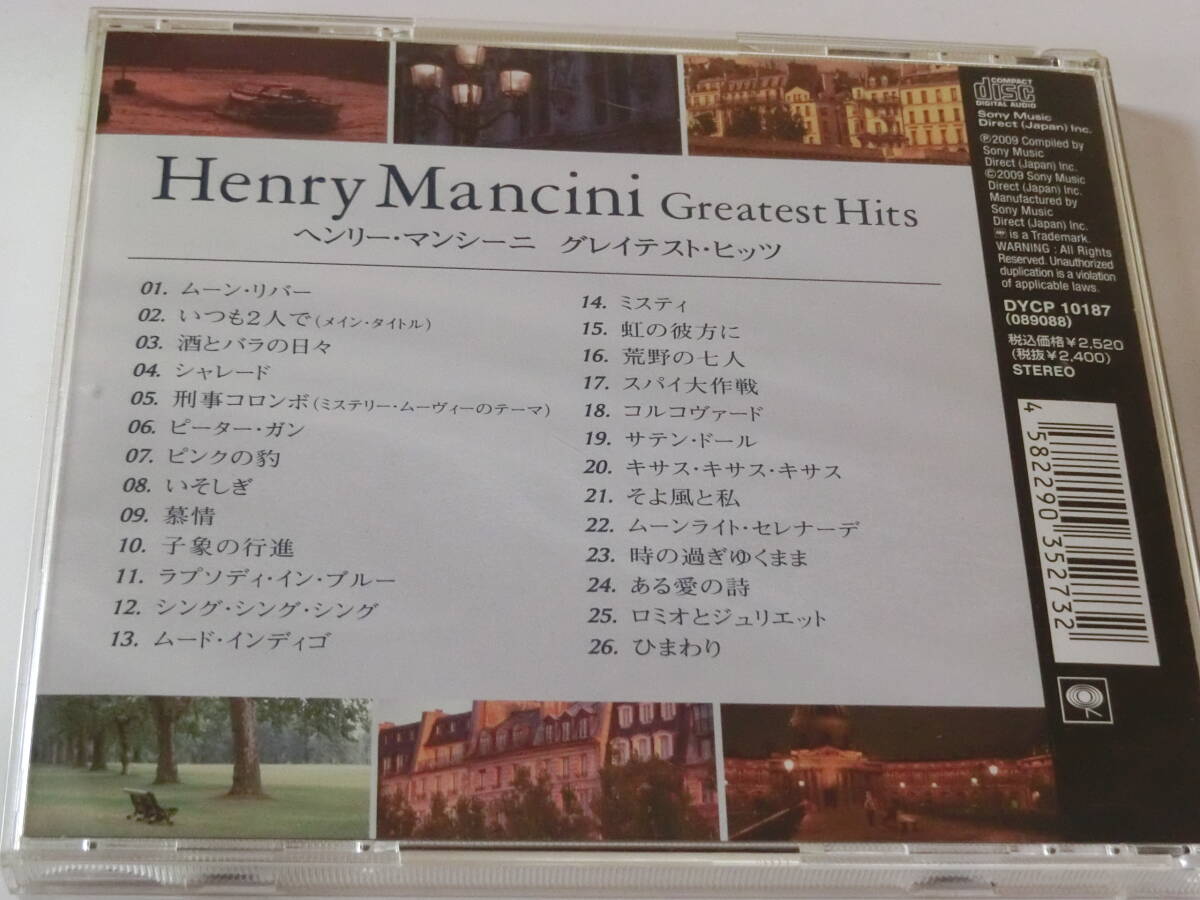 Henry Mancini Greatest Hits
ヘンリー・マンシーニ グレイテスト・ヒッツ
01. ムーン・リバー
02. いつも2人で(メイン・タイトル)
03. 酒とバラの日々
04. シャレード
05. 刑事コロンボ(ミステリー・ムーヴィーのテーマ)
06. ピーター・ガン
07. ピンクの豹
08. いそしぎ
09. 慕情
10. 子象の行進
11. ラプソディ・イン・ブルー
12. シング・シング・シング
13. ムード・インディゴ
14. ミスティ
15. 虹の彼方に
16. 荒野の七人
17. スパイ大作戦
18. コルコヴァード
19. サテン・ドール
20. キサス・キサス・キサス
21. そよ風と私
22. ムーンライト・セレナーデ
23. 時の過ぎゆくまま
24. ある愛の詩
25. ロミオとジュリエット
26. ひまわり
COMPACT
disc
DIGITAL AUDIO
Sony Music
Direct (Japan) Inc.
℗2009 Compiled by
Sony Music
Direct (Japan) Inc.
©2009 Sony Music
Direct (Japan) Inc.
Manufactured by
Sony Music
Direct (Japan) Inc.
is a Trademark.
WARNING : All Rights
Reserved. Unauthorized
duplication is a violation
of applicable laws.
DYCP 10187
(089088)
税込価格¥2,520
(税抜¥2,400)
STEREO
4 582290 352732